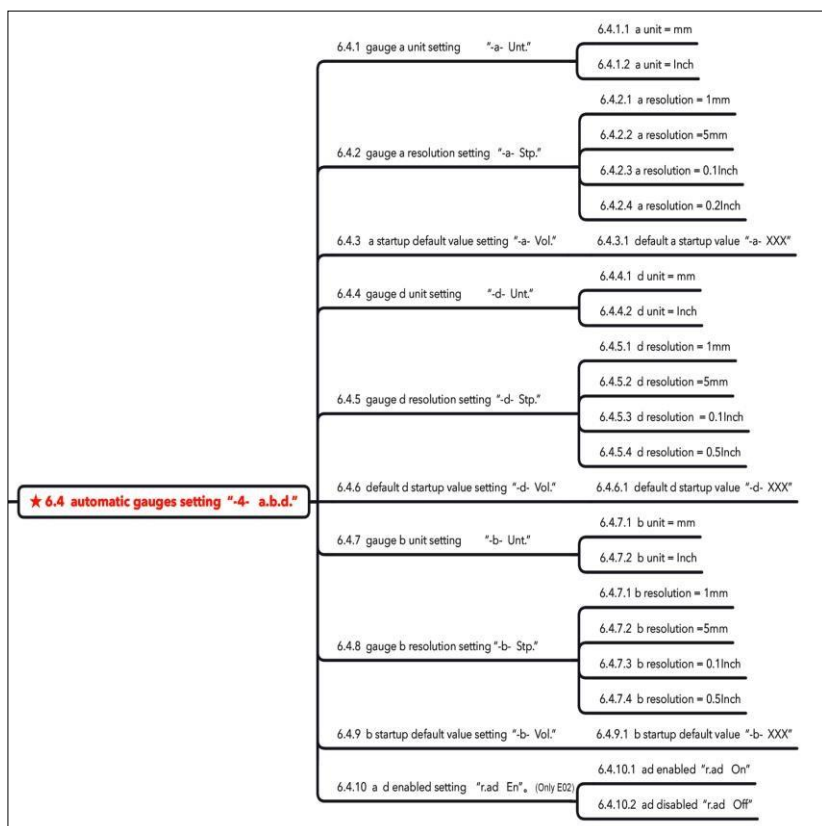 ★ 6.4 automatic gauges setting "-4- a.b.d."
6.4.1 gauge a unit setting "-a- Unt."
6.4.1.1 a unit = mm
6.4.1.2 a unit = Inch
6.4.2 gauge a resolution setting "-a- Stp."
6.4.2.1 a resolution = 1mm
6.4.2.2 a resolution =5mm
6.4.2.3 a resolution = 0.1Inch
6.4.2.4 a resolution = 0.2Inch
6.4.3 a startup default value setting "-a- Vol."
6.4.3.1 default a startup value "-a- XXX"
6.4.4 gauge d unit setting "-d- Unt."
6.4.4.1 d unit = mm
6.4.4.2 d unit = Inch
6.4.5 gauge d resolution setting "-d- Stp."
6.4.5.1 d resolution = 1mm
6.4.5.2 d resolution =5mm
6.4.5.3 d resolution = 0.1Inch
6.4.5.4 d resolution = 0.5Inch
6.4.6 default d startup value setting "-d- Vol."
6.4.6.1 default d startup value "-d- XXX"
6.4.7 gauge b unit setting "-b- Unt."
6.4.7.1 b unit = mm
6.4.7.2 b unit = Inch
6.4.8 gauge b resolution setting "-b- Stp."
6.4.7.1 b resolution = 1mm
6.4.7.2 b resolution =5mm
6.4.7.3 b resolution = 0.1Inch
6.4.7.4 b resolution = 0.5Inch
6.4.9 b startup default value setting "-b- Vol."
6.4.9.1 b startup default value "-b- XXX"
6.4.10 a d enabled setting "r.ad En"。(Only E02)
6.4.10.1 ad enabled "r.ad On"
6.4.10.2 ad disabled "r.ad Off"